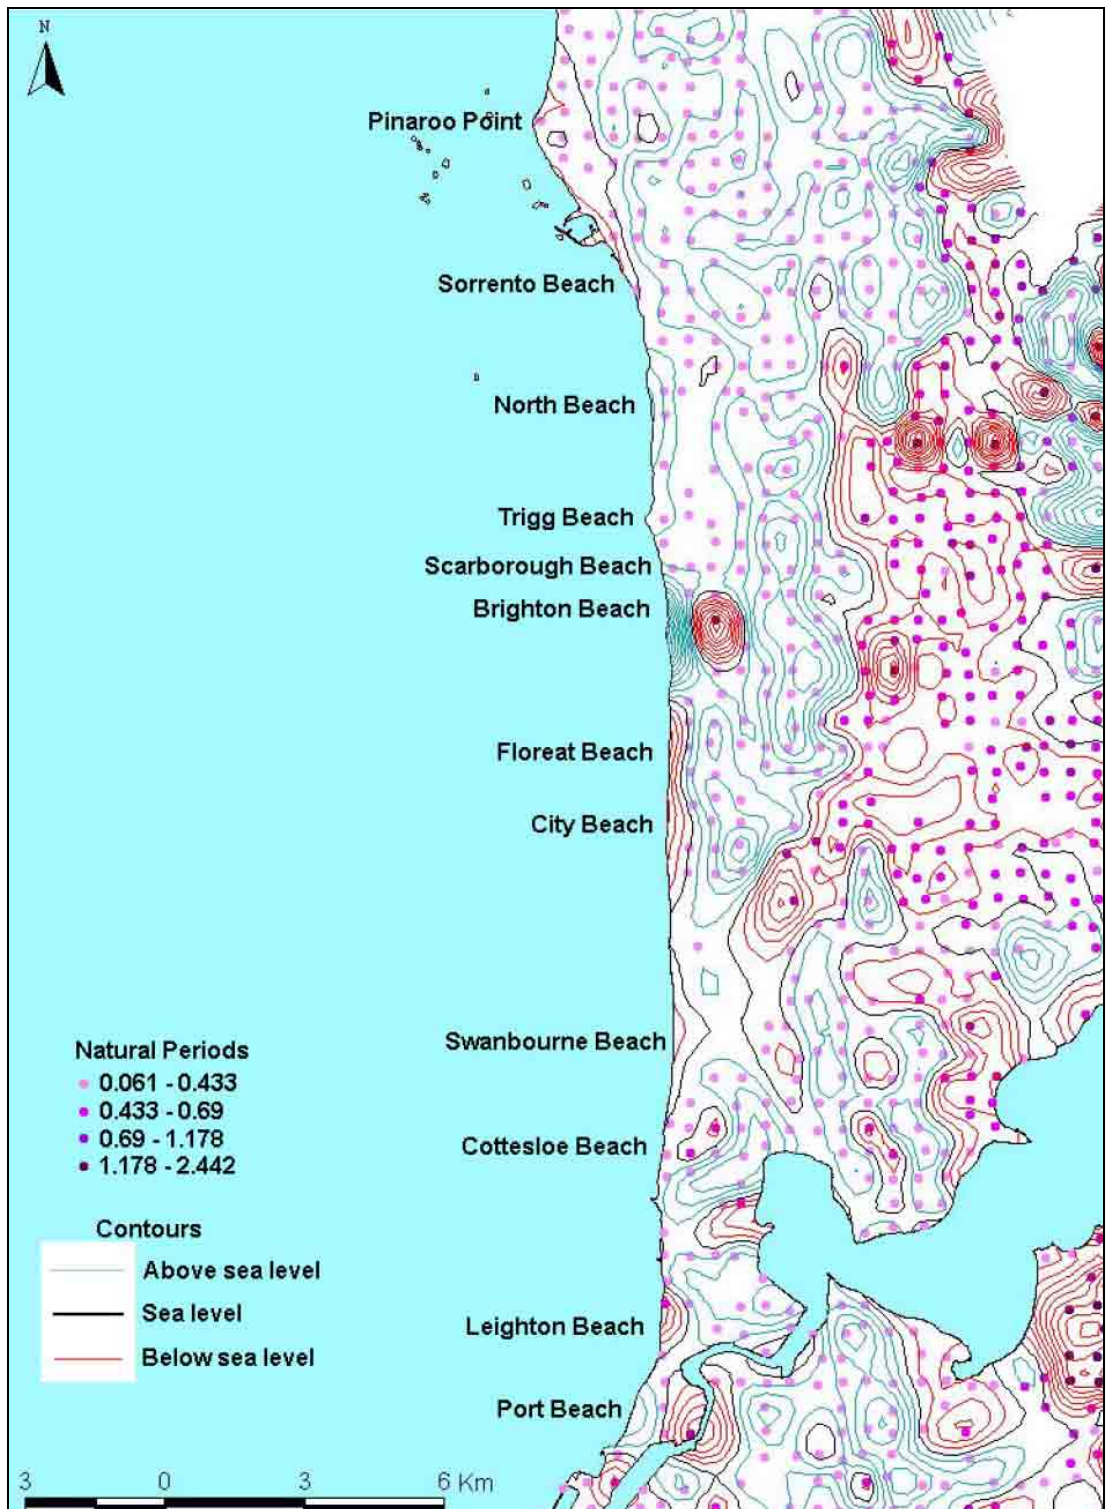 N
Pinaroo Point
Sorrento Beach
North Beach
Trigg Beach
Scarborough Beach
Brighton Beach
Floreat Beach
City Beach
Swanbourne Beach
Cottesloe Beach
Leighton Beach
Port Beach
Natural Periods
0.061 - 0.433
0.433 - 0.69
0.69 - 1.178
1.178 - 2.442
Contours
Above sea level
Sea level
Below sea level
3 0 3 6 Km